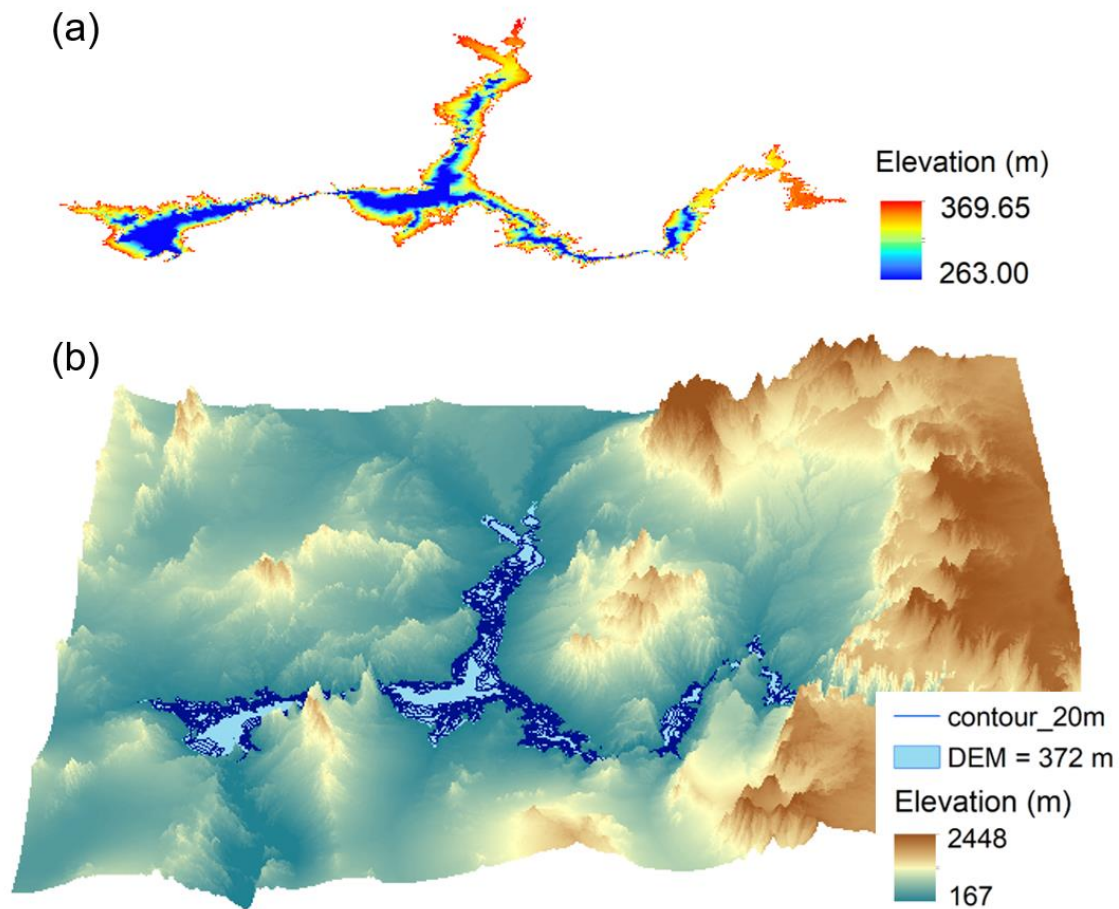 (a)
Elevation (m)
369.65
263.00
(b)
contour_20m
DEM = 372 m
Elevation (m)
2448
167